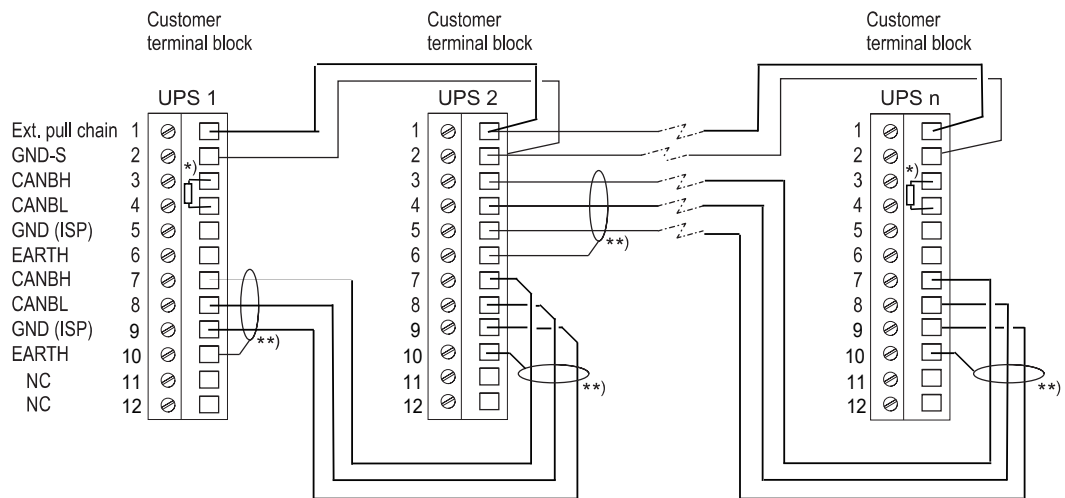 Customer
terminal block
Customer
terminal block
Customer
terminal block
UPS 1
UPS 2
UPS n
Ext. pull chain 1
GND-S 2
CANBH 3
CANBL 4
GND (ISP) 5
EARTH 6
CANBH 7
CANBL 8
GND (ISP) 9
EARTH 10
NC 11
NC 12
*)
**)
1
2
3
4
5
6
7
8
9
10
11
12
**)
**)
1
2
3
4
5
6
7
8
9
10
11
12
*)
**)